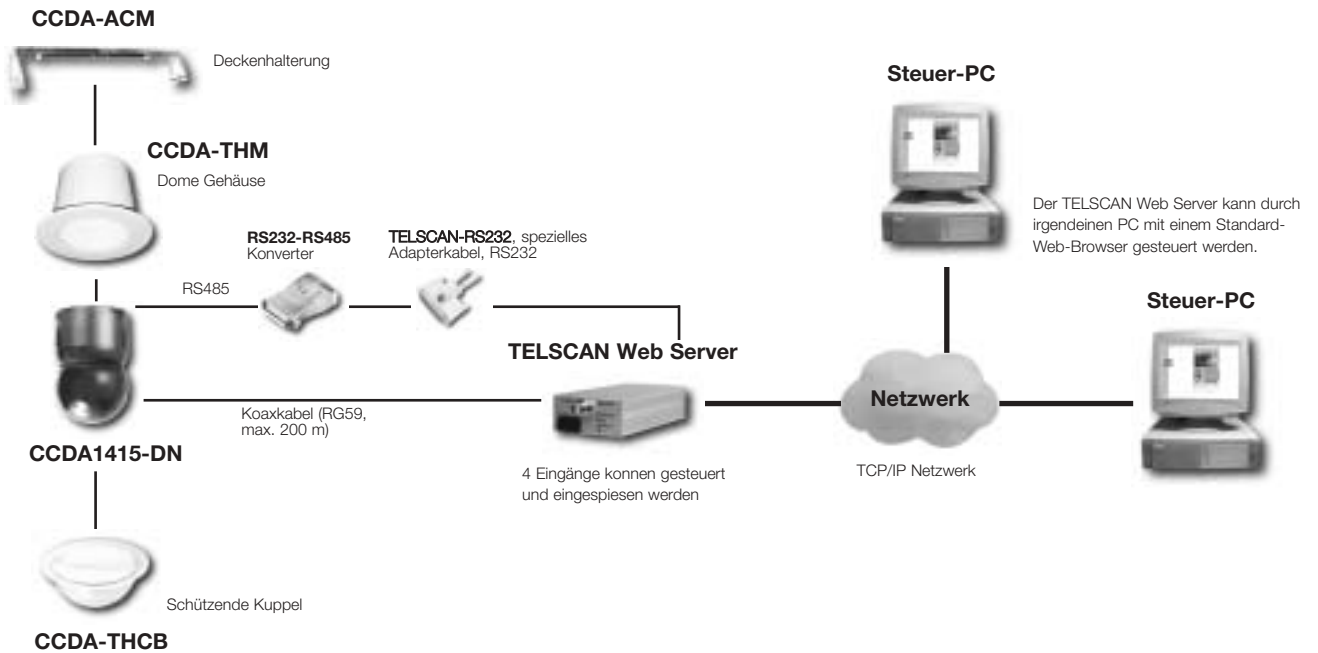 CCDA-ACM
Deckenhalterung
CCDA-THM
Dome Gehäuse
RS232-RS485
Konverter
TELSCAN-RS232, spezielles
Adapterkabel, RS232
RS485
TELSCAN Web Server
Koaxkabel (RG59,
max. 200 m)
CCDA1415-DN
4 Eingänge konnen gesteuert
und eingespiesen werden
Schützende Kuppel
CCDA-THCB
Steuer-PC
Der TELSCAN Web Server kann durch
irgendeinen PC mit einem Standard-
Web-Browser gesteuert werden.
Steuer-PC
Netzwerk
TCP/IP Netzwerk